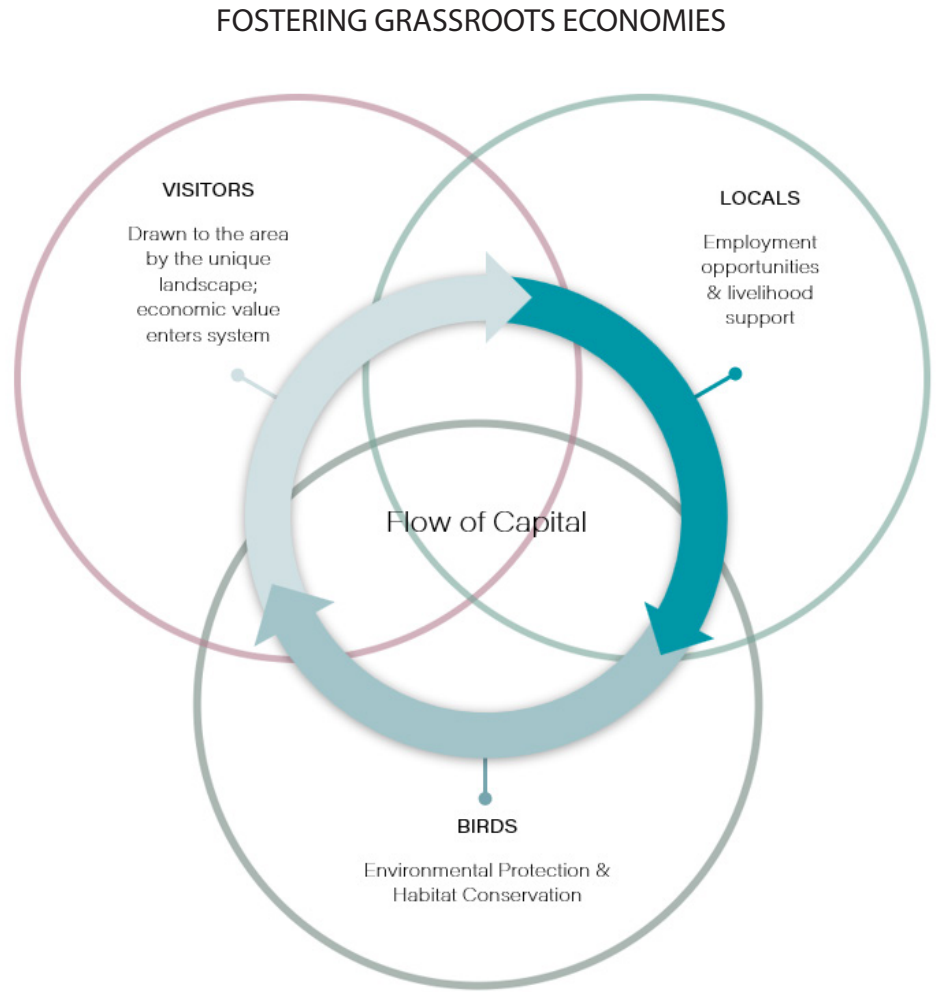 FOSTERING GRASSROOTS ECONOMIES
VISITORS
Drawn to the area
by the unique
landscape;
economic value
enters system
LOCALS
Employment
opportunities
& livelihood
support
Flow of Capital
BIRDS
Environmental Protection &
Habitat Conservation